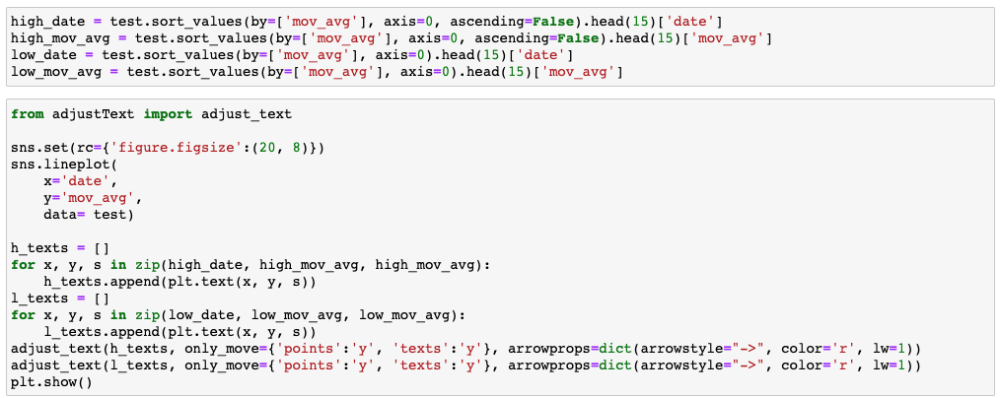 high_date = test.sort_values(by=['mov_avg'], axis=0, ascending=False).head(15)['date']
high_mov_avg = test.sort_values(by=['mov_avg'], axis=0, ascending=False).head(15)['mov_avg']
low_date = test.sort_values(by=['mov_avg'], axis=0).head(15)['date']
low_mov_avg = test.sort_values(by=['mov_avg'], axis=0).head(15)['mov_avg']
from adjustText import adjust_text
sns.set(rc={'figure.figsize':(20, 8)})
sns.lineplot(
    x='date',
    y='mov_avg',
    data= test)
h_texts = []
for x, y, s in zip(high_date, high_mov_avg, high_mov_avg):
    h_texts.append(plt.text(x, y, s))
l_texts = []
for x, y, s in zip(low_date, low_mov_avg, low_mov_avg):
    l_texts.append(plt.text(x, y, s))
adjust_text(h_texts, only_move={'points':'y', 'texts':'y'}, arrowprops=dict(arrowstyle="->", color='r', lw=1))
adjust_text(l_texts, only_move={'points':'y', 'texts':'y'}, arrowprops=dict(arrowstyle="->", color='r', lw=1))
plt.show()